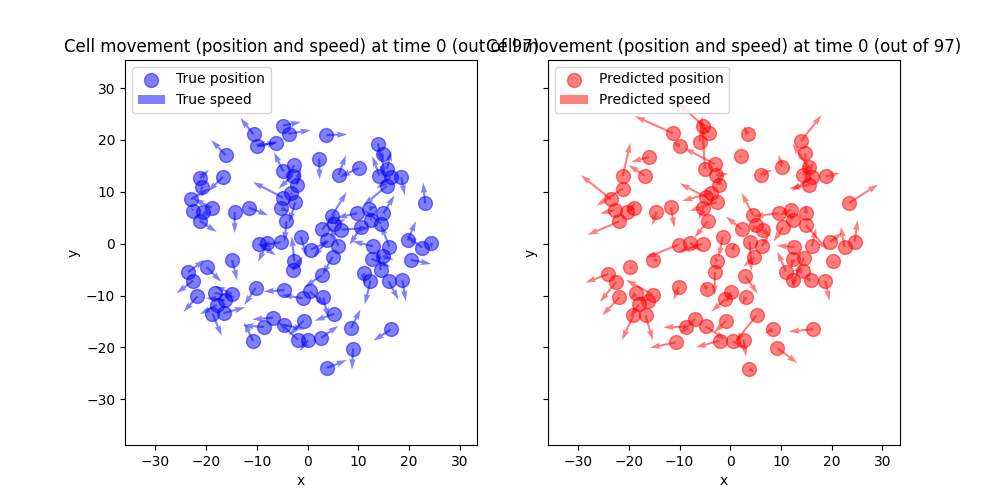 Cell movement (position and speed) at time 0 (out of 97)
Cell movement (position and speed) at time 0 (out of 97)
True position
True speed
Predicted position
Predicted speed
30
20
10
0
−10
−20
−30
y
y
−30 −20 −10 0 10 20 30
−30 −20 −10 0 10 20 30
x
x